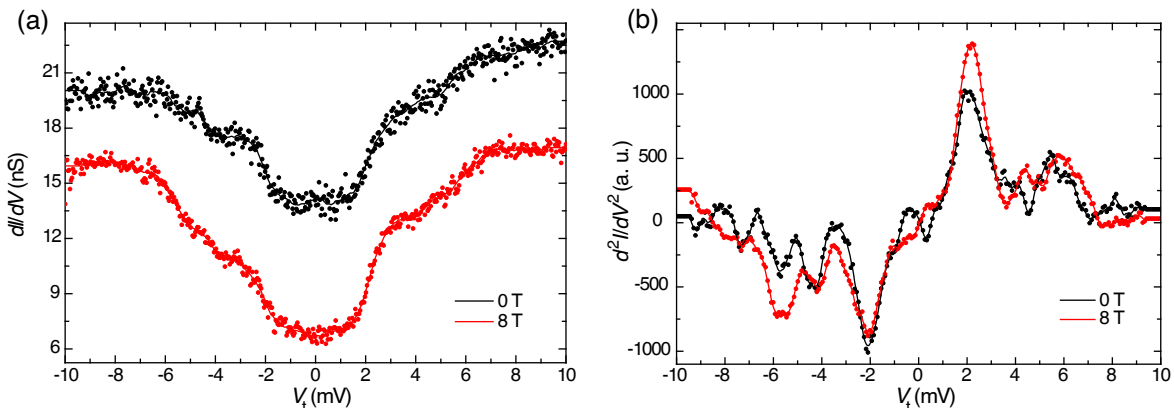 (a)
dI/dV (nS)
21
18
15
12
9
6
0 T
8 T
-10 -8 -6 -4 -2 0 2 4 6 8 10
Vt (mV)
(b)
d²I/dV² (a. u.)
1000
500
0
-500
-1000
0 T
8 T
-10 -8 -6 -4 -2 0 2 4 6 8 10
Vt (mV)